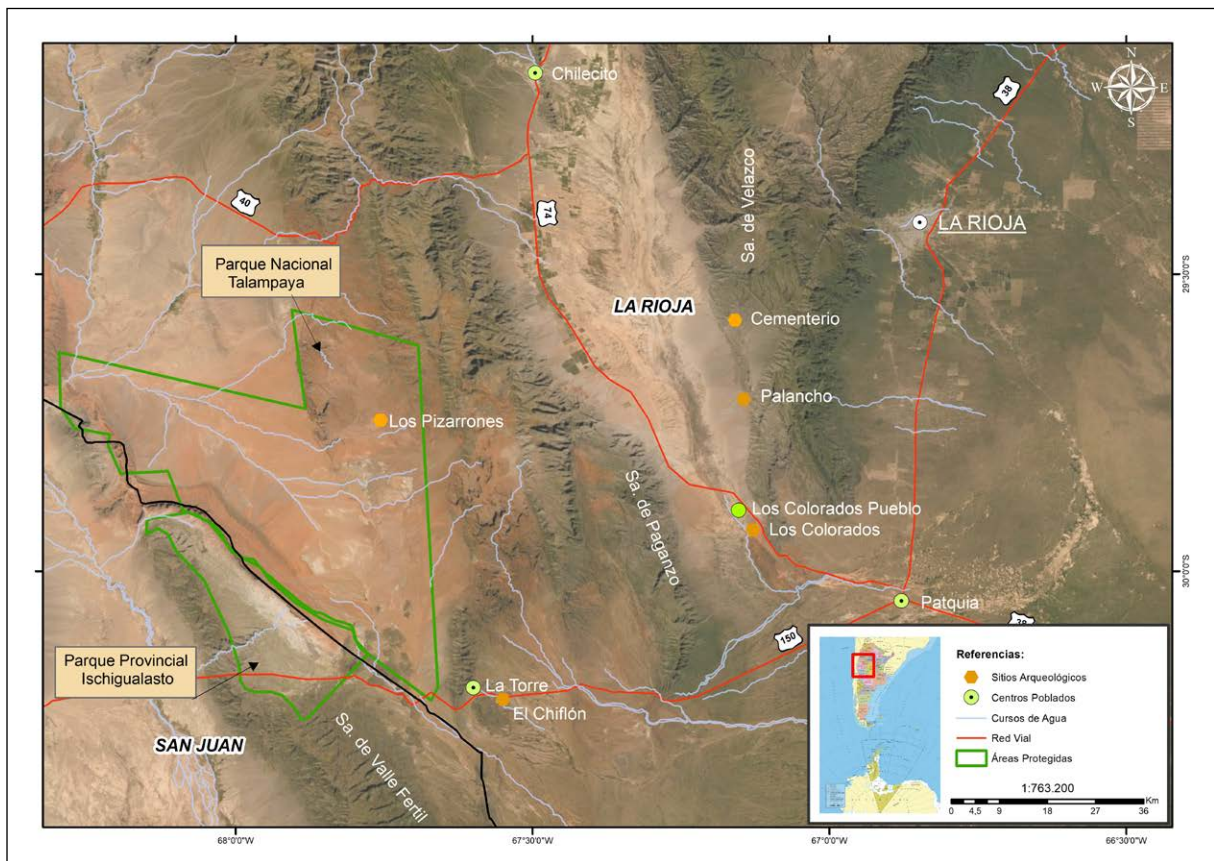 Chilecito
N
W E
S
38
40
74
Sa. de Velazco
LA RIOJA
Parque Nacional
Talampaya
29°30'0"S
LA RIOJA
Cementerio
Palancho
Los Pizarrones
Sa. de Paganzo
Los Colorados Pueblo
Los Colorados
30°0'0"S
Patquia
38
150
Parque Provincial
Ischigualasto
La Torre
El Chiflón
SAN JUAN
Sa. de Valle Fertil
Referencias:
Sitios Arqueológicos
Centros Poblados
Cursos de Agua
Red Vial
Áreas Protegidas
1:763.200
Km
0 4,5 9 18 27 36
68°0'0"W 67°30'0"W 67°0'0"W 66°30'0"W